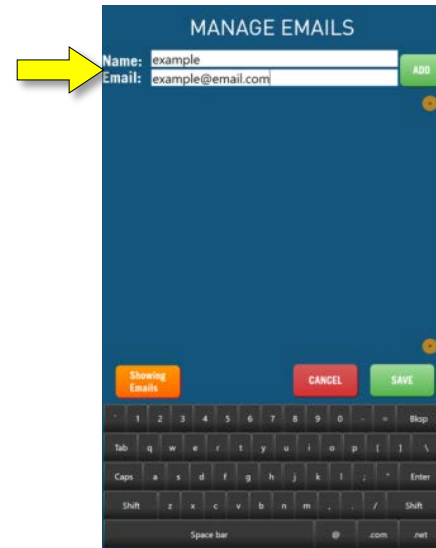 MANAGE EMAILS
Name: example
ADD
Email: example@email.com
Showing
Emails
CANCEL
SAVE
` 1 2 3 4 5 6 7 8 9 0 - = Bksp
Tab q w e r t y u i o p [ ] \
Caps a s d f g h j k l ; ' Enter
Shift z x c v b n m , . / Shift
Space bar @ .com .net